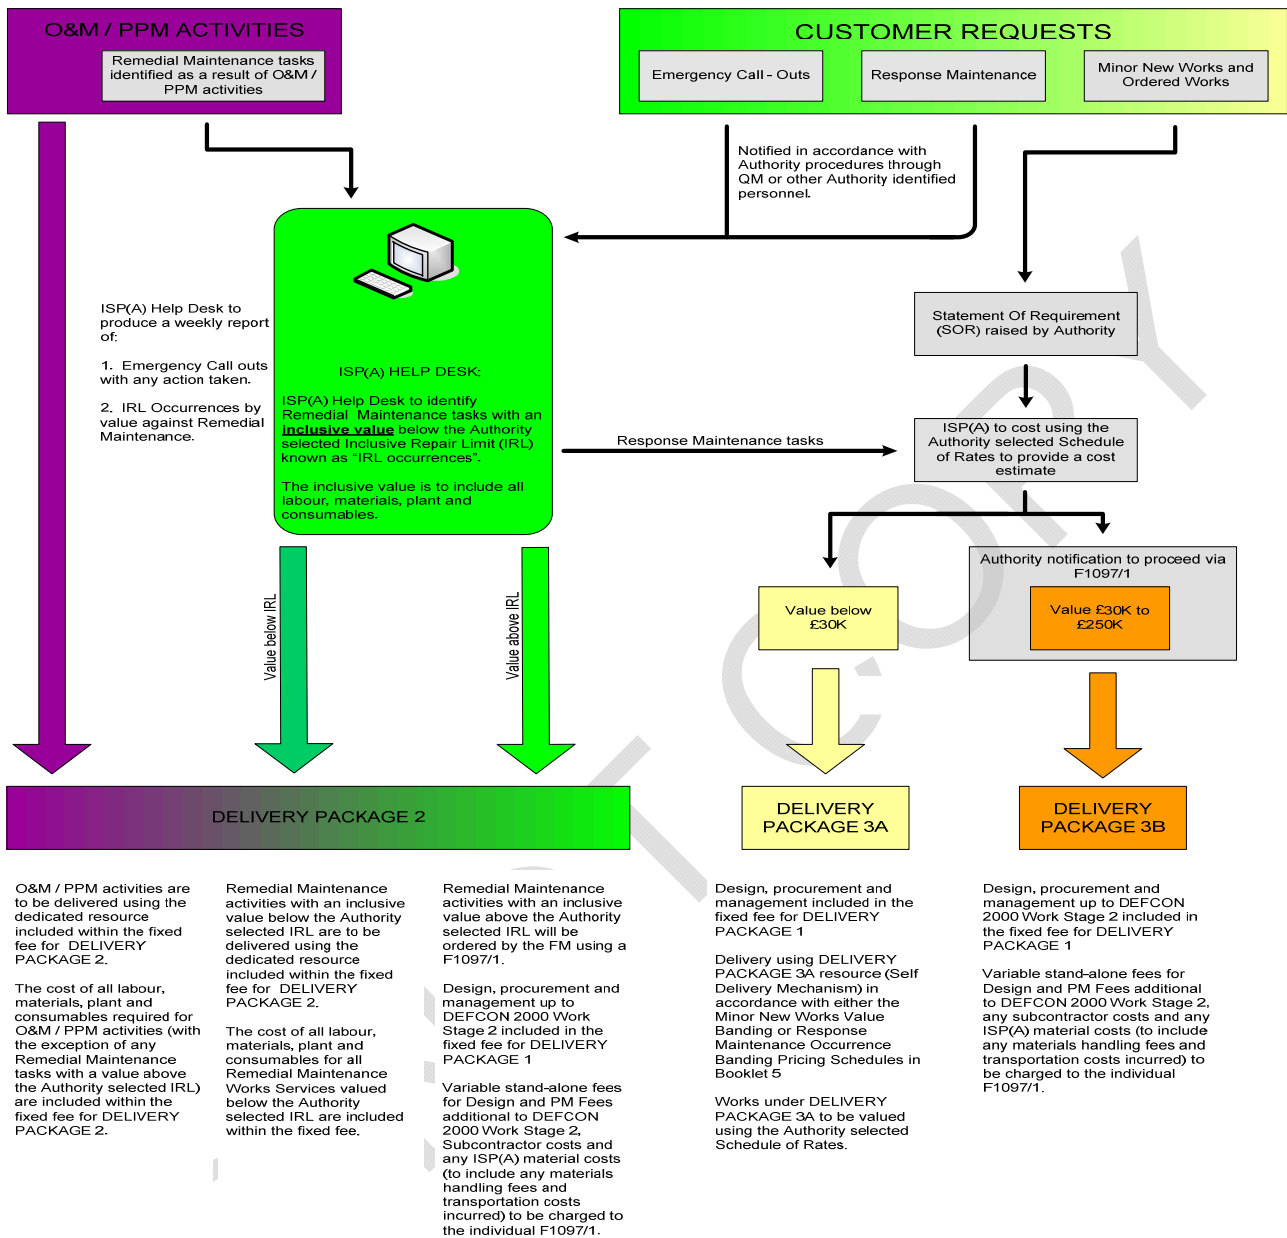 O&M / PPM ACTIVITIES
Remedial Maintenance tasks
identified as a result of O&M /
PPM activities
CUSTOMER REQUESTS
Emergency Call - Outs
Response Maintenance
Minor New Works and
Ordered Works
Notified in accordance with
Authority procedures through
QM or other Authority identified
personnel.
ISP(A) Help Desk to
produce a weekly report
of:
1. Emergency Call outs
with any action taken.
2. IRL Occurrences by
value against Remedial
Maintenance.
ISP(A) HELP DESK:
ISP(A) Help Desk to identify
Remedial Maintenance tasks with an
inclusive value below the Authority
selected Inclusive Repair Limit (IRL)
known as "IRL occurrences".
The inclusive value is to include all
labour, materials, plant and
consumables.
Response Maintenance tasks
Statement Of Requirement
(SOR) raised by Authority
ISP(A) to cost using the
Authority selected Schedule
of Rates to provide a cost
estimate
Value below IRL
Value above IRL
Value below
£30K
Authority notification to proceed via
F1097/1
Value £30K to
£250K
DELIVERY PACKAGE 2
DELIVERY
PACKAGE 3A
DELIVERY
PACKAGE 3B
O&M / PPM activities are
to be delivered using the
dedicated resource
included within the fixed
fee for DELIVERY
PACKAGE 2.
The cost of all labour,
materials, plant and
consumables required for
O&M / PPM activities (with
the exception of any
Remedial Maintenance
tasks with a value above
the Authority selected IRL)
are included within the
fixed fee for DELIVERY
PACKAGE 2.
Remedial Maintenance
activities with an inclusive
value below the Authority
selected IRL are to be
delivered using the
dedicated resource
included within the fixed
fee for DELIVERY
PACKAGE 2.
The cost of all labour,
materials, plant and
consumables for all
Remedial Maintenance
Works Services valued
below the Authority
selected IRL are included
within the fixed fee.
Remedial Maintenance
activities with an inclusive
value above the Authority
selected IRL will be
ordered by the FM using a
F1097/1.
Design, procurement and
management up to
DEFCON 2000 Work
Stage 2 included in the
fixed fee for DELIVERY
PACKAGE 1
Variable stand-alone fees
for Design and PM Fees
additional to DEFCON
2000 Work Stage 2,
Subcontractor costs and
any ISP(A) material costs
(to include any materials
handling fees and
transportation costs
incurred) to be charged to
the individual F1097/1.
Design, procurement and
management included in the
fixed fee for DELIVERY
PACKAGE 1
Delivery using DELIVERY
PACKAGE 3A resource (Self
Delivery Mechanism) in
accordance with either the
Minor New Works Value
Banding or Response
Maintenance Occurrence
Banding Pricing Schedules in
Booklet 5
Works under DELIVERY
PACKAGE 3A to be valued
using the Authority selected
Schedule of Rates.
Design, procurement and
management up to DEFCON
2000 Work Stage 2 included in
the fixed fee for DELIVERY
PACKAGE 1
Variable stand-alone fees for
Design and PM Fees additional
to DEFCON 2000 Work Stage 2,
any subcontractor costs and any
ISP(A) material costs (to include
any materials handling fees and
transportation costs incurred) to
be charged to the individual
F1097/1.